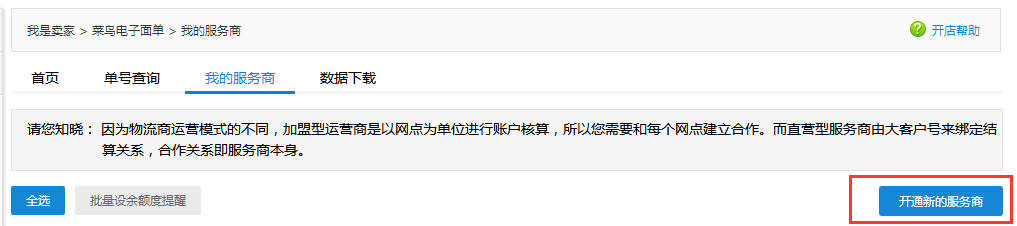 我是卖家 > 菜鸟电子面单 > 我的服务商 开店帮助
首页 单号查询 我的服务商 数据下载
请您知晓： 因为物流商运营模式的不同，加盟型运营商是以网点为单位进行账户核算，所以您需要和每个网点建立合作。而直营型服务商由大客户号来绑定结
算关系，合作关系即服务商本身。
全选 批量设余额度提醒 开通新的服务商